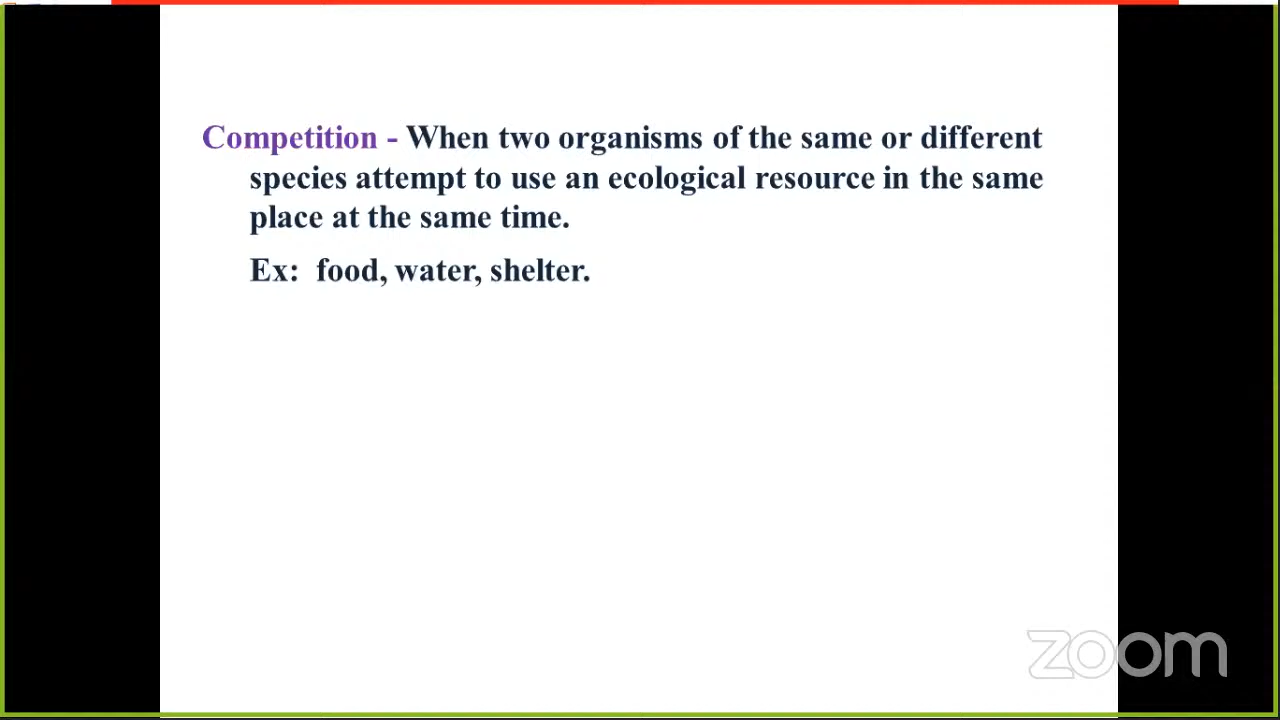 Competition - When two organisms of the same or different
species attempt to use an ecological resource in the same
place at the same time.
Ex: food, water, shelter.
zoom